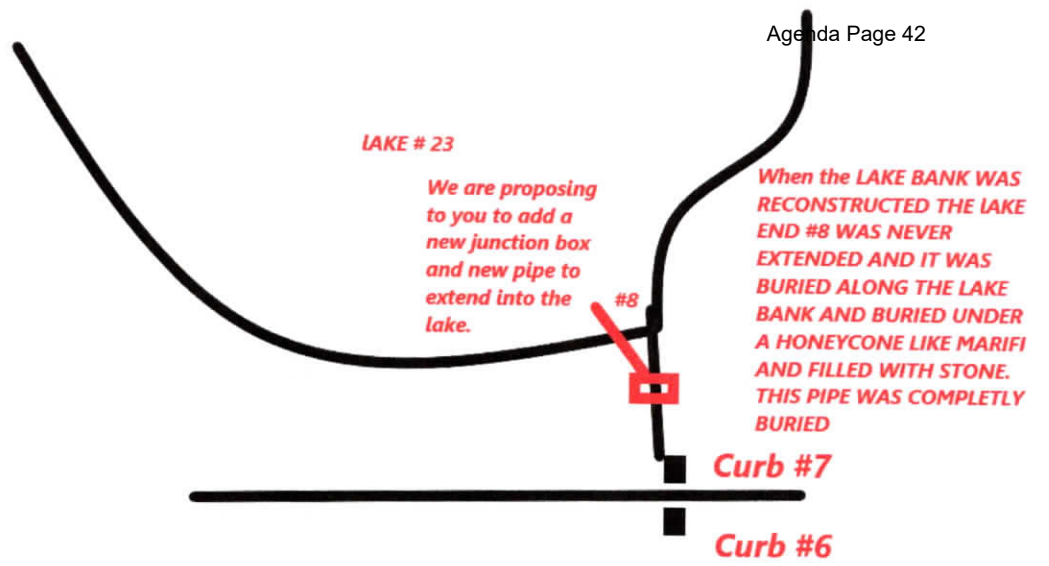 Agenda Page 42
lAKE # 23
We are proposing
to you to add a
new junction box
and new pipe to
extend into the
lake.
#8
When the LAKE BANK WAS
RECONSTRUCTED THE lAKE
END #8 WAS NEVER
EXTENDED AND IT WAS
BURIED ALONG THE LAKE
BANK AND BURIED UNDER
A HONEYCONE LIKE MARIFI
AND FILLED WITH STONE.
THIS PIPE WAS COMPLETLY
BURIED
Curb #7
Curb #6